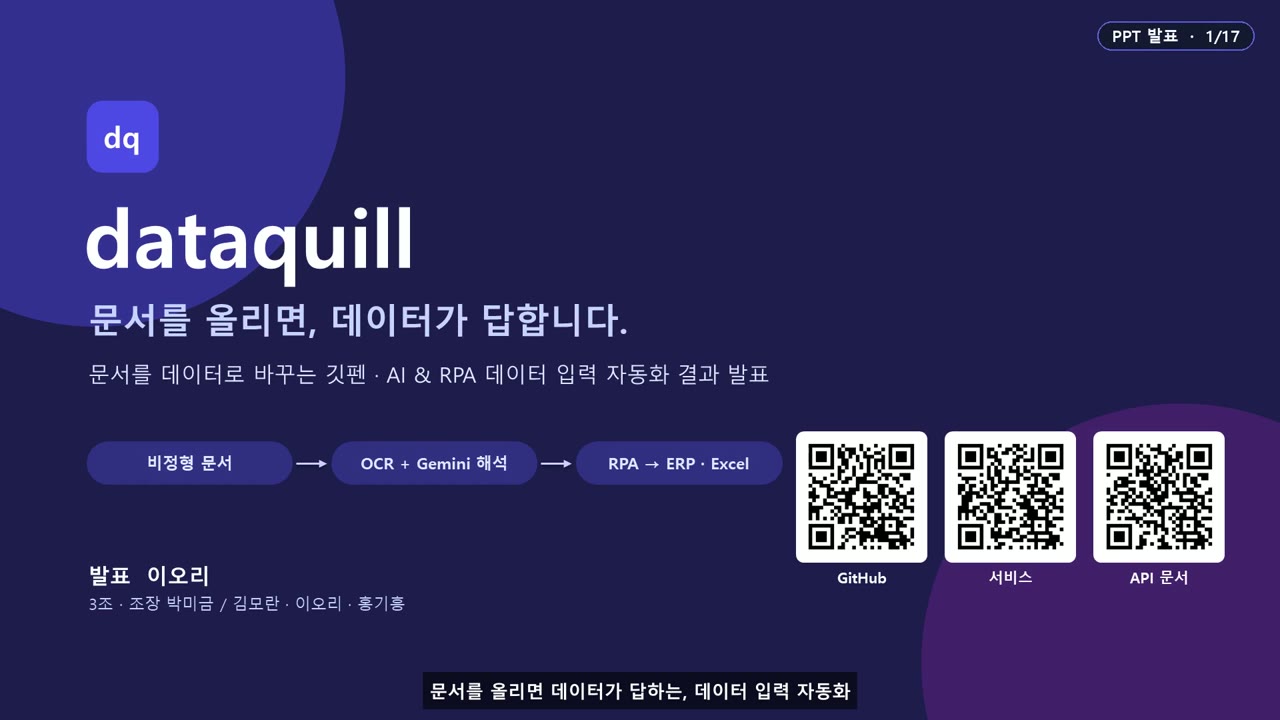 PPT 발표 · 1/17
dq
dataquill
문서를 올리면, 데이터가 답합니다.
문서를 데이터로 바꾸는 깃펜 · AI & RPA 데이터 입력 자동화 결과 발표
비정형 문서 → OCR + Gemini 해석 → RPA → ERP · Excel
GitHub 서비스 API 문서
발표 이오리
3조 · 조장 박미금 / 김모란 · 이오리 · 홍기홍
문서를 올리면 데이터가 답하는, 데이터 입력 자동화